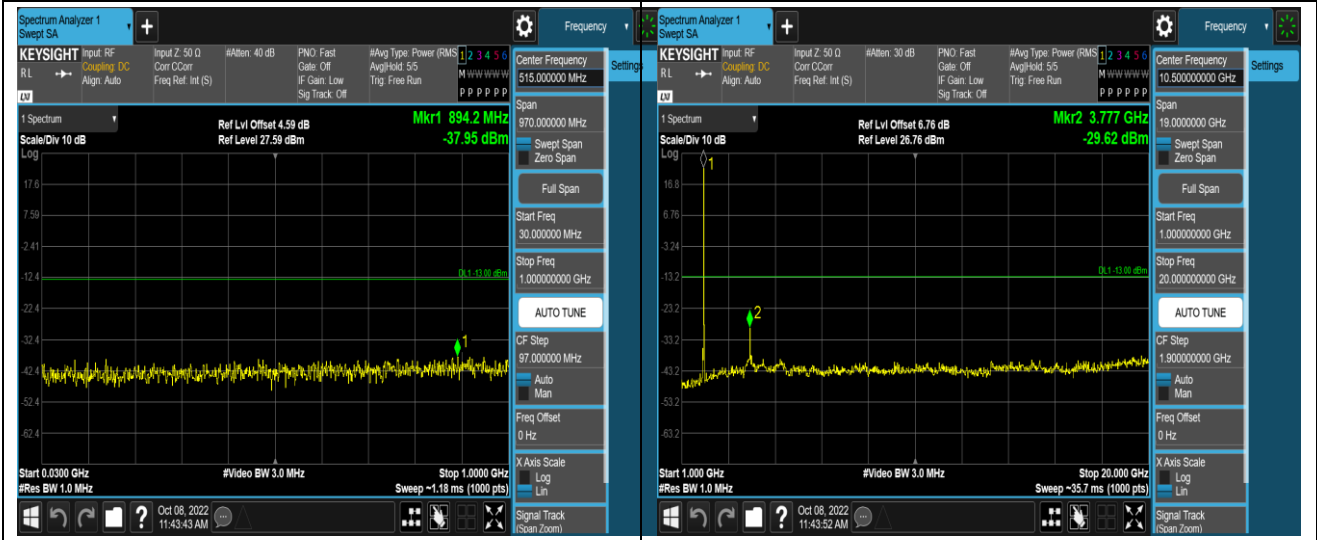 Spectrum Analyzer 1
Swept SA
+
Frequency
KEYSIGHT
RL
LXI
Input: RF
Coupling: DC
Align: Auto
Input Z: 50 Ω
Corr CCorr
Freq Ref: Int (S)
#Atten: 40 dB
PNO: Fast
Gate: Off
IF Gain: Low
Sig Track: Off
#Avg Type: Power (RMS
Avg|Hold: 5/5
Trig: Free Run
1 2 3 4 5 6
M W W W W W
P P P P P P
Center Frequency
515.000000 MHz
Settings
Span
970.000000 MHz
Swept Span
Zero Span
Full Span
Start Freq
30.000000 MHz
Stop Freq
1.000000000 GHz
AUTO TUNE
CF Step
97.000000 MHz
Auto
Man
Freq Offset
0 Hz
X Axis Scale
Log
Lin
Signal Track
(Span Zoom)
1 Spectrum
Scale/Div 10 dB
Log
Ref Lvl Offset 4.59 dB
Ref Level 27.59 dBm
Mkr1 894.2 MHz
-37.95 dBm
17.6
7.59
-2.41
-12.4
DL1 -13.00 dBm
-22.4
-32.4
1
-42.4
-52.4
-62.4
Start 0.0300 GHz
#Video BW 3.0 MHz
Stop 1.0000 GHz
#Res BW 1.0 MHz
Sweep ~1.18 ms (1000 pts)
?
Oct 08, 2022
11:43:43 AM
Spectrum Analyzer 1
Swept SA
+
Frequency
KEYSIGHT
RL
LXI
Input: RF
Coupling: DC
Align: Auto
Input Z: 50 Ω
Corr CCorr
Freq Ref: Int (S)
#Atten: 30 dB
PNO: Fast
Gate: Off
IF Gain: Low
Sig Track: Off
#Avg Type: Power (RMS
Avg|Hold: 5/5
Trig: Free Run
1 2 3 4 5 6
M W W W W W
P P P P P P
Center Frequency
10.500000000 GHz
Settings
Span
19.0000000 GHz
Swept Span
Zero Span
Full Span
Start Freq
1.000000000 GHz
Stop Freq
20.000000000 GHz
AUTO TUNE
CF Step
1.900000000 GHz
Auto
Man
Freq Offset
0 Hz
X Axis Scale
Log
Lin
Signal Track
(Span Zoom)
1 Spectrum
Scale/Div 10 dB
Log
Ref Lvl Offset 6.76 dB
Ref Level 26.76 dBm
Mkr2 3.777 GHz
-29.62 dBm
1
16.8
6.76
-3.24
-13.2
DL1 -13.00 dBm
-23.2
2
-33.2
-43.2
-53.2
-63.2
Start 1.000 GHz
#Video BW 3.0 MHz
Stop 20.000 GHz
#Res BW 1.0 MHz
Sweep ~35.7 ms (1000 pts)
?
Oct 08, 2022
11:43:52 AM